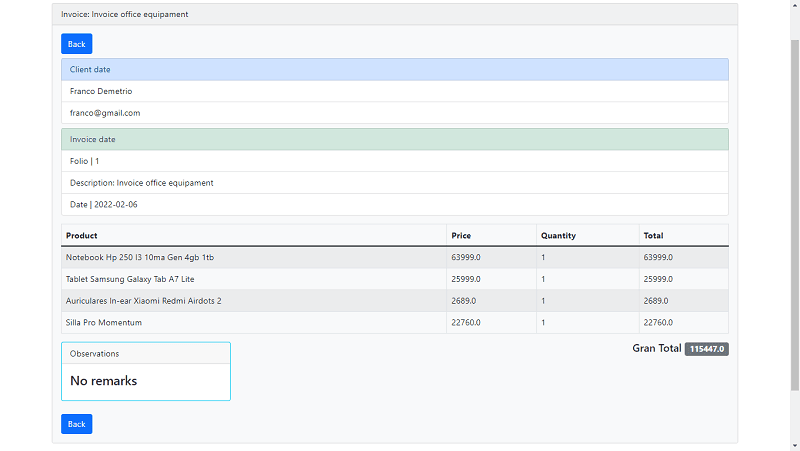 Invoice: Invoice office equipament
Back
Client date
Franco Demetrio
franco@gmail.com
Invoice date
Folio | 1
Description: Invoice office equipament
Date | 2022-02-06
Product Price Quantity Total
Notebook Hp 250 I3 10ma Gen 4gb 1tb 63999.0 1 63999.0
Tablet Samsung Galaxy Tab A7 Lite 25999.0 1 25999.0
Auriculares In-ear Xiaomi Redmi Airdots 2 2689.0 1 2689.0
Silla Pro Momentum 22760.0 1 22760.0
Gran Total 115447.0
Observations
No remarks
Back